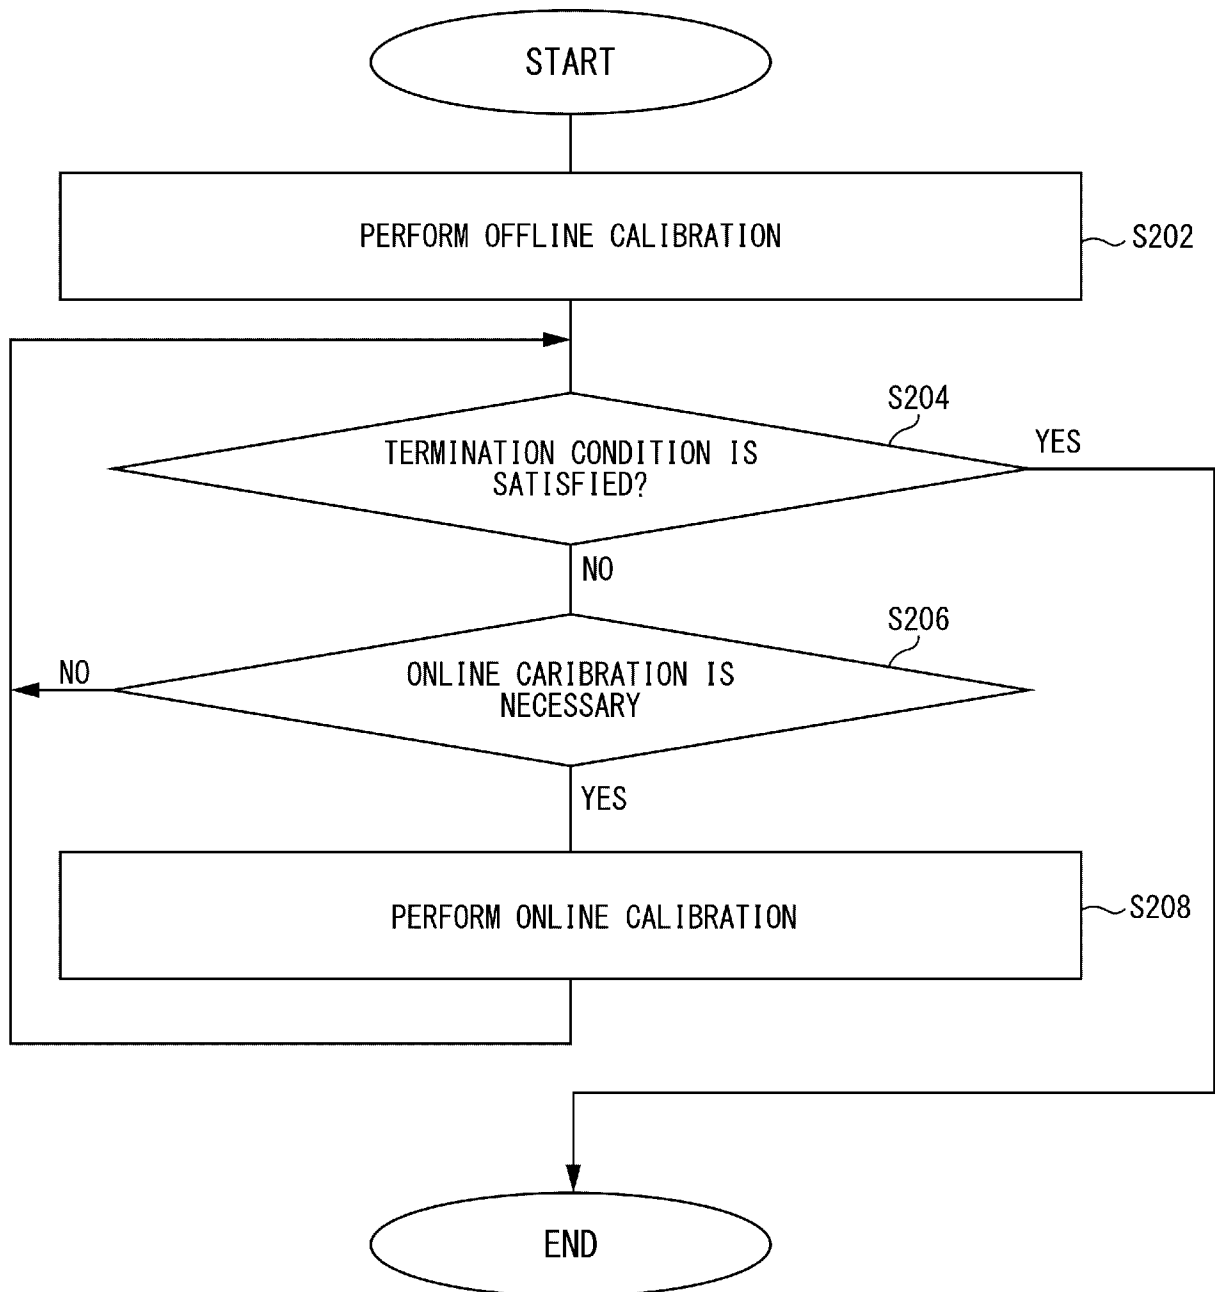 START
PERFORM OFFLINE CALIBRATION
S202
S204
YES
TERMINATION CONDITION IS
SATISFIED?
NO
S206
NO
ONLINE CARIBRATION IS
NECESSARY
YES
PERFORM ONLINE CALIBRATION
S208
END